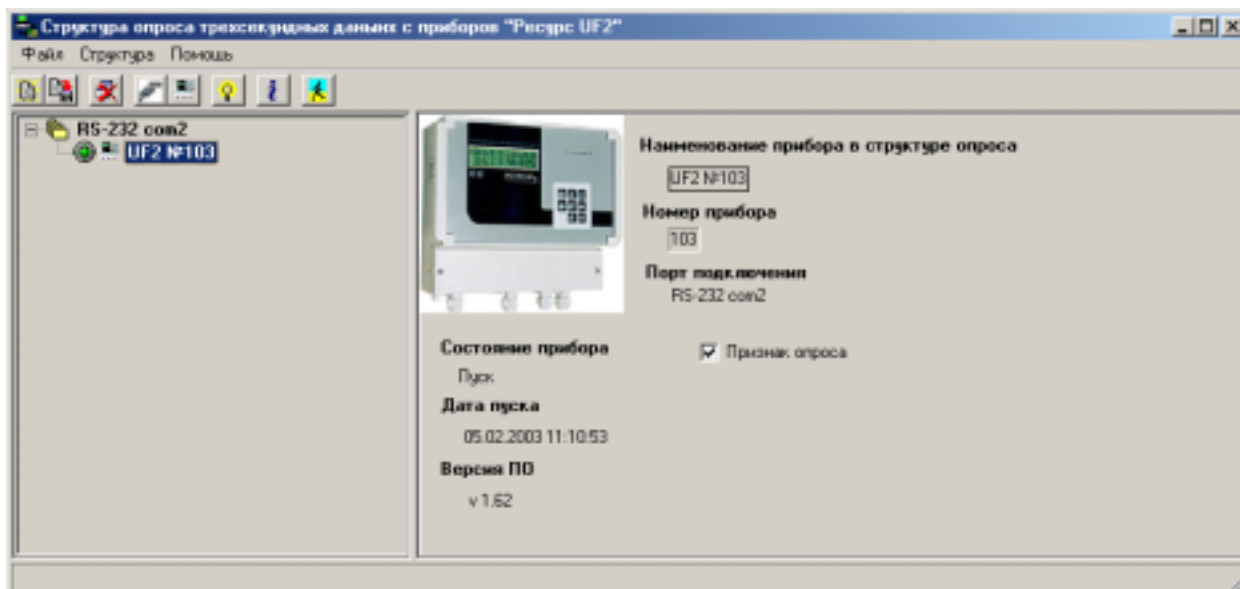 Структура опроса трехсекундных данных с приборов "Ресурс UF2"
Файл Структура Помощь
RS-232 com2
UF2 №103
Наименование прибора в структуре опроса
UF2 №103
Номер прибора
103
Порт подключения
RS-232 com2
Состояние прибора
Признак опроса
Пуск
Дата пуска
05.02.2003 11:10:53
Версия ПО
v 1.62